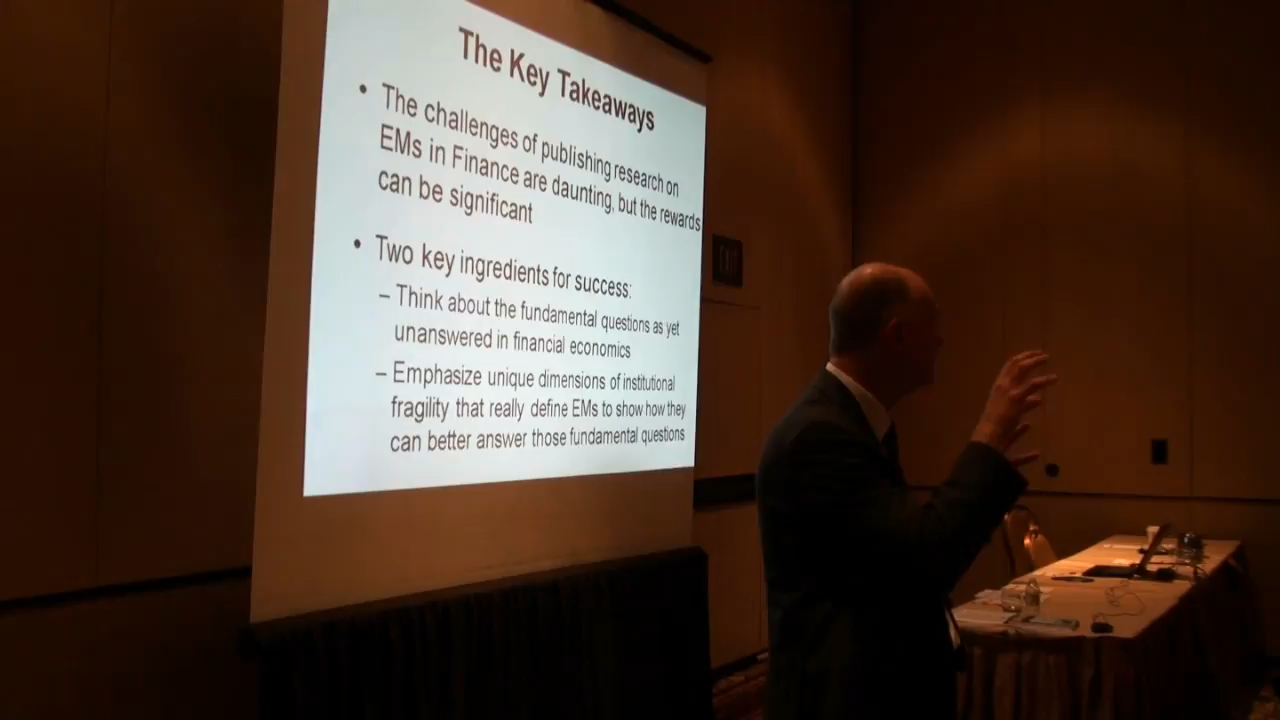 The Key Takeaways
• The challenges of publishing research on
EMs in Finance are daunting, but the rewards
can be significant
• Two key ingredients for success:
– Think about the fundamental questions as yet
unanswered in financial economics
– Emphasize unique dimensions of institutional
fragility that really define EMs to show how they
can better answer those fundamental questions
EXIT